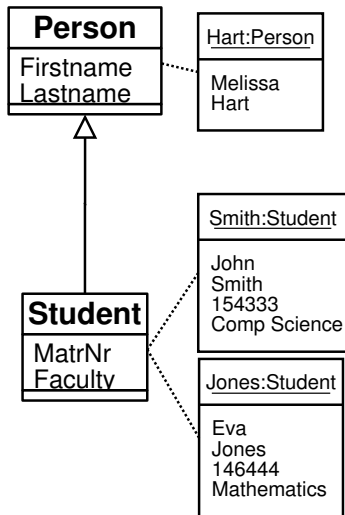 Person
Firstname
Lastname
Hart:Person
Melissa
Hart
Smith:Student
John
Smith
154333
Comp Science
Student
MatrNr
Faculty
Jones:Student
Eva
Jones
146444
Mathematics